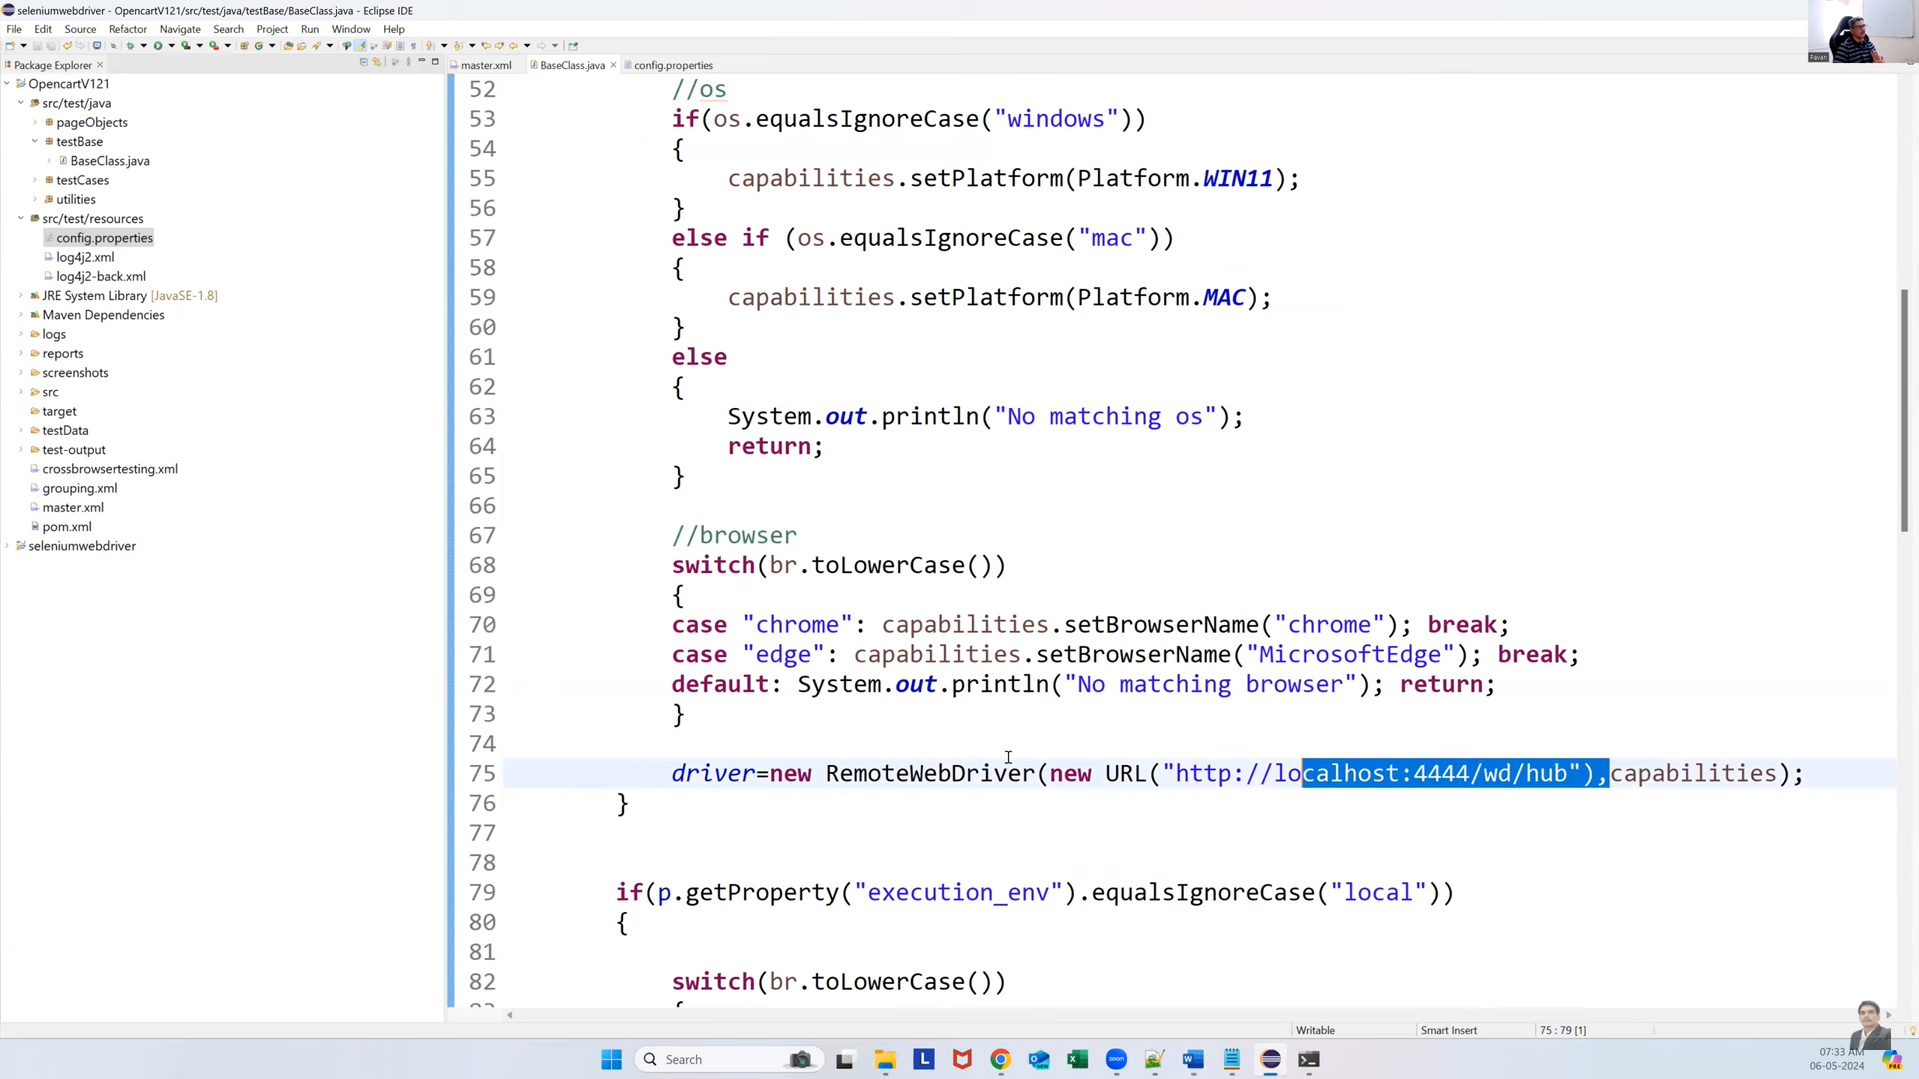 seleniumwebdriver - OpencartV121/src/test/java/testBase/BaseClass.java - Eclipse IDE
File Edit Source Refactor Navigate Search Project Run Window Help
Package Explorer
OpencartV121
src/test/java
pageObjects
testBase
BaseClass.java
testCases
utilities
src/test/resources
config.properties
log4j2.xml
log4j2-back.xml
JRE System Library [JavaSE-1.8]
Maven Dependencies
logs
reports
screenshots
src
target
testData
test-output
crossbrowsertesting.xml
grouping.xml
master.xml
pom.xml
seleniumwebdriver
master.xml BaseClass.java config.properties
52 //os
53 if(os.equalsIgnoreCase("windows"))
54 {
55 capabilities.setPlatform(Platform.WIN11);
56 }
57 else if (os.equalsIgnoreCase("mac"))
58 {
59 capabilities.setPlatform(Platform.MAC);
60 }
61 else
62 {
63 System.out.println("No matching os");
64 return;
65 }
66
67 //browser
68 switch(br.toLowerCase())
69 {
70 case "chrome": capabilities.setBrowserName("chrome"); break;
71 case "edge": capabilities.setBrowserName("MicrosoftEdge"); break;
72 default: System.out.println("No matching browser"); return;
73 }
74
75 driver=new RemoteWebDriver(new URL("http://localhost:4444/wd/hub"),capabilities);
76 }
77
78
79 if(p.getProperty("execution_env").equalsIgnoreCase("local"))
80 {
81
82 switch(br.toLowerCase())
83 {
Pavan
Writable Smart Insert 75 : 79 [1]
Search
07:33 AM
06-05-2024